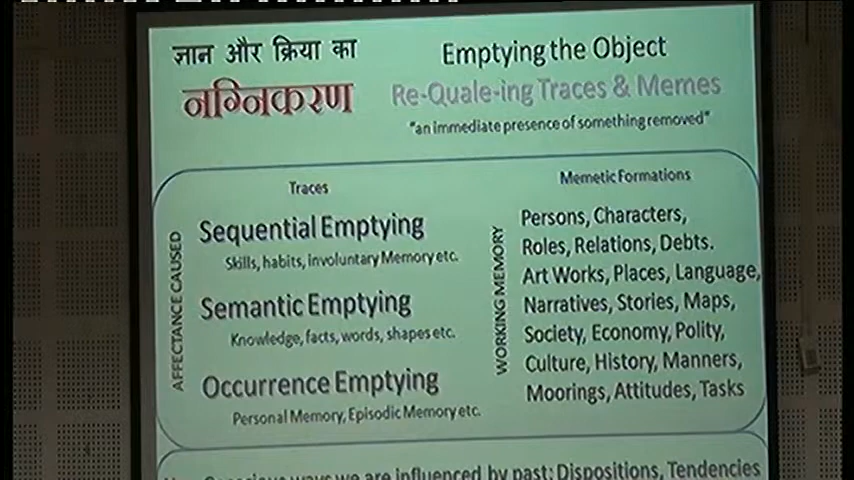 ज्ञान और क्रिया का
नग्निकरण
Emptying the Object
Re-Quale-ing Traces & Memes
"an immediate presence of something removed"
Traces
AFFECTANCE CAUSED
Sequential Emptying
Skills, habits, involuntary Memory etc.
Semantic Emptying
Knowledge, facts, words, shapes etc.
Occurrence Emptying
Personal Memory, Episodic Memory etc.
Memetic Formations
WORKING MEMORY
Persons, Characters,
Roles, Relations, Debts.
Art Works, Places, Language,
Narratives, Stories, Maps,
Society, Economy, Polity,
Culture, History, Manners,
Moorings, Attitudes, Tasks
Conscious ways we are influenced by past: Dispositions, Tendencies